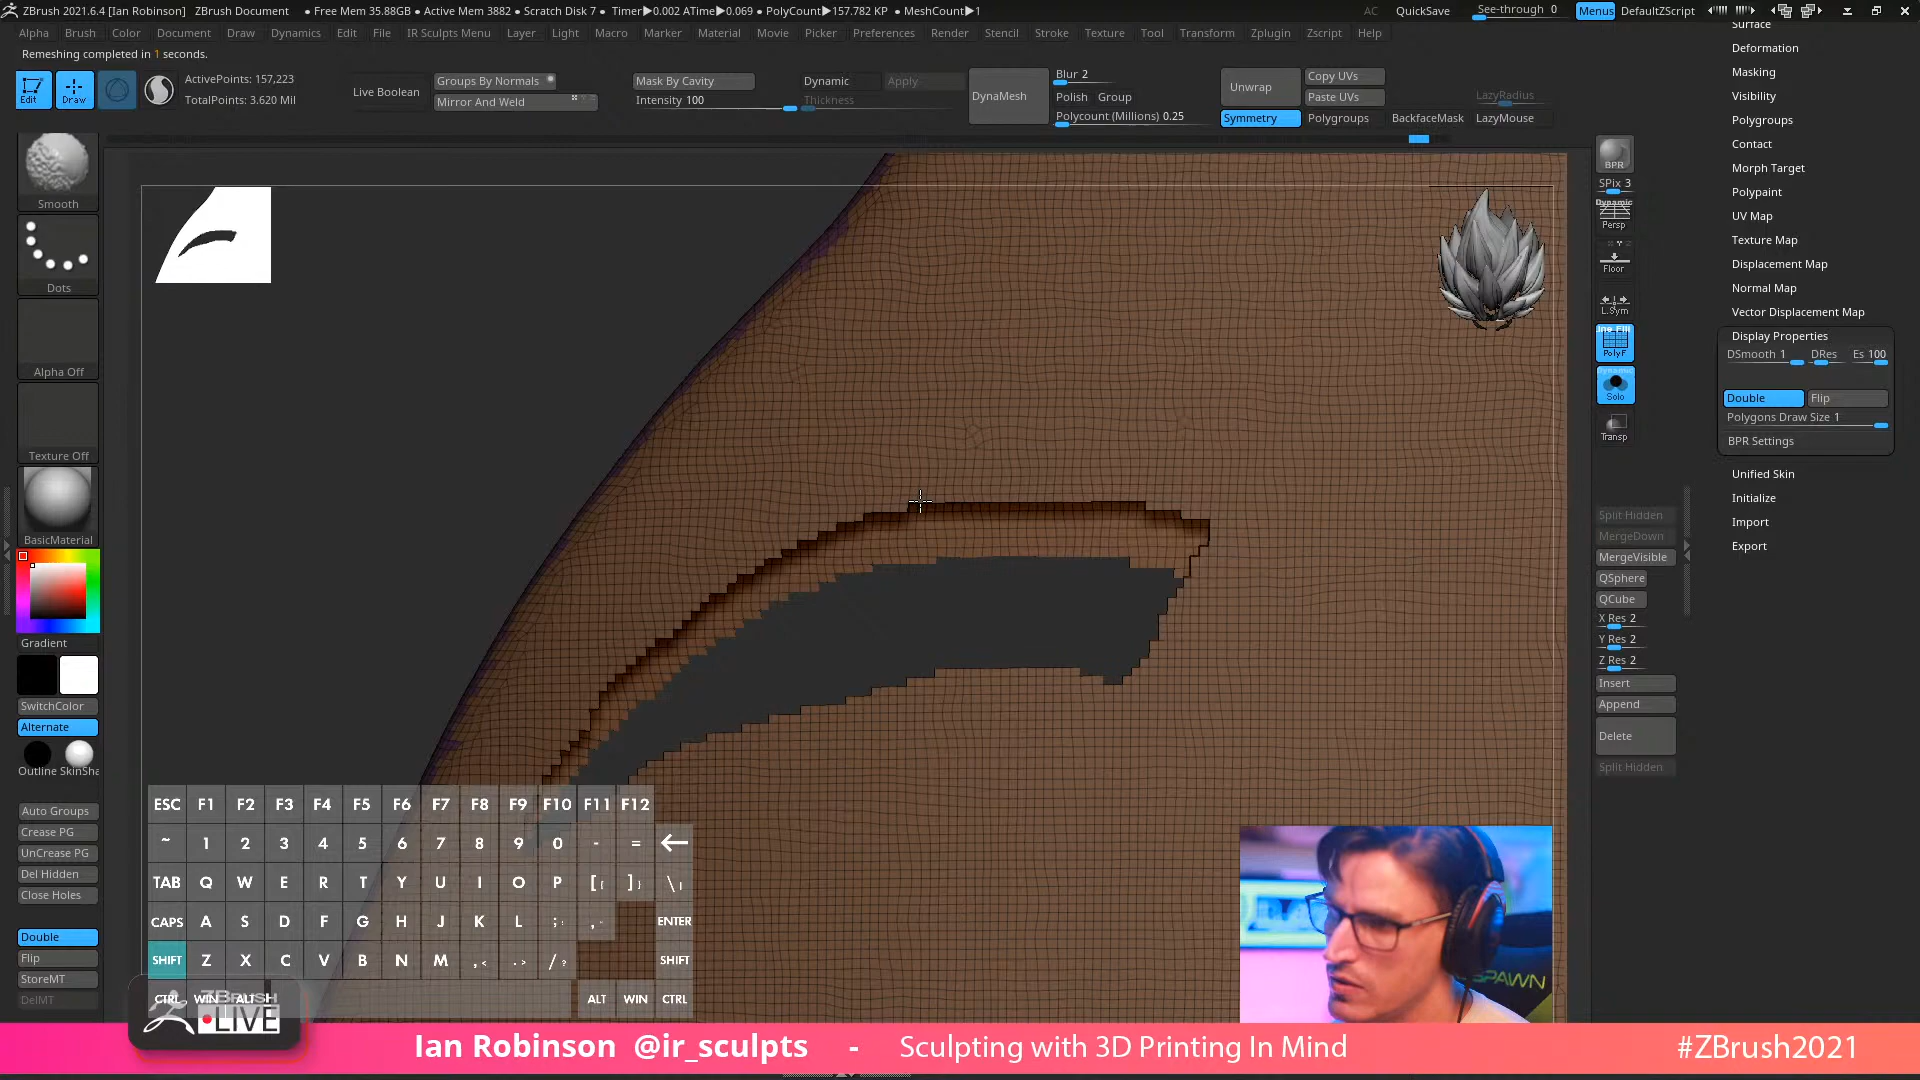 ZBrush 2021.6.4 [Ian Robinson] ZBrush Document • Free Mem 35.88GB • Active Mem 3882 • Scratch Disk 7 • Timer▶0.002 ATime▶0.069 • PolyCount▶157.782 KP • MeshCount▶1 AC QuickSave See-through 0 Menus DefaultZScript
Alpha Brush Color Document Draw Dynamics Edit File IR Sculpts Menu Layer Light Macro Marker Material Movie Picker Preferences Render Stencil Stroke Texture Tool Transform Zplugin Zscript Help
Remeshing completed in 1 seconds.
Edit
Draw
ActivePoints: 157,223
TotalPoints: 3.620 Mil
Live Boolean
Groups By Normals
Mirror And Weld
Mask By Cavity
Intensity 100
Dynamic Apply
Thickness
DynaMesh
Blur 2
Polish Group
Polycount (Millions) 0.25
Unwrap
Copy UVs
Paste UVs
Symmetry
Polygroups
LazyRadius
BackfaceMask LazyMouse
Smooth
Dots
Alpha Off
Texture Off
BasicMaterial
Gradient
SwitchColor
Alternate
Outline SkinSha
Auto Groups
Crease PG
UnCrease PG
Del Hidden
Close Holes
Double
Flip
StoreMT
DelMT
BPR
SPix 3
Dynamic
Persp
Floor
L.Sym
Line Fill
PolyF
Dynamic
Solo
Transp
Split Hidden
MergeDown
MergeVisible
QSphere
QCube
X Res 2
Y Res 2
Z Res 2
Insert
Append
Delete
Split Hidden
Surface
Deformation
Masking
Visibility
Polygroups
Contact
Morph Target
Polypaint
UV Map
Texture Map
Displacement Map
Normal Map
Vector Displacement Map
Display Properties
DSmooth 1 DRes Es 100
Double Flip
Polygons Draw Size 1
BPR Settings
Unified Skin
Initialize
Import
Export
ESC F1 F2 F3 F4 F5 F6 F7 F8 F9 F10 F11 F12
~ 1 2 3 4 5 6 7 8 9 0 - = ←
TAB Q W E R T Y U I O P [{ ]} \|
CAPS A S D F G H J K L ;: ENTER
SHIFT Z X C V B N M ,< .> /? SHIFT
CTRL WIN ALT ALT WIN CTRL
ZBRUSH
LIVE
SPAWN
Ian Robinson @ir_sculpts - Sculpting with 3D Printing In Mind #ZBrush2021